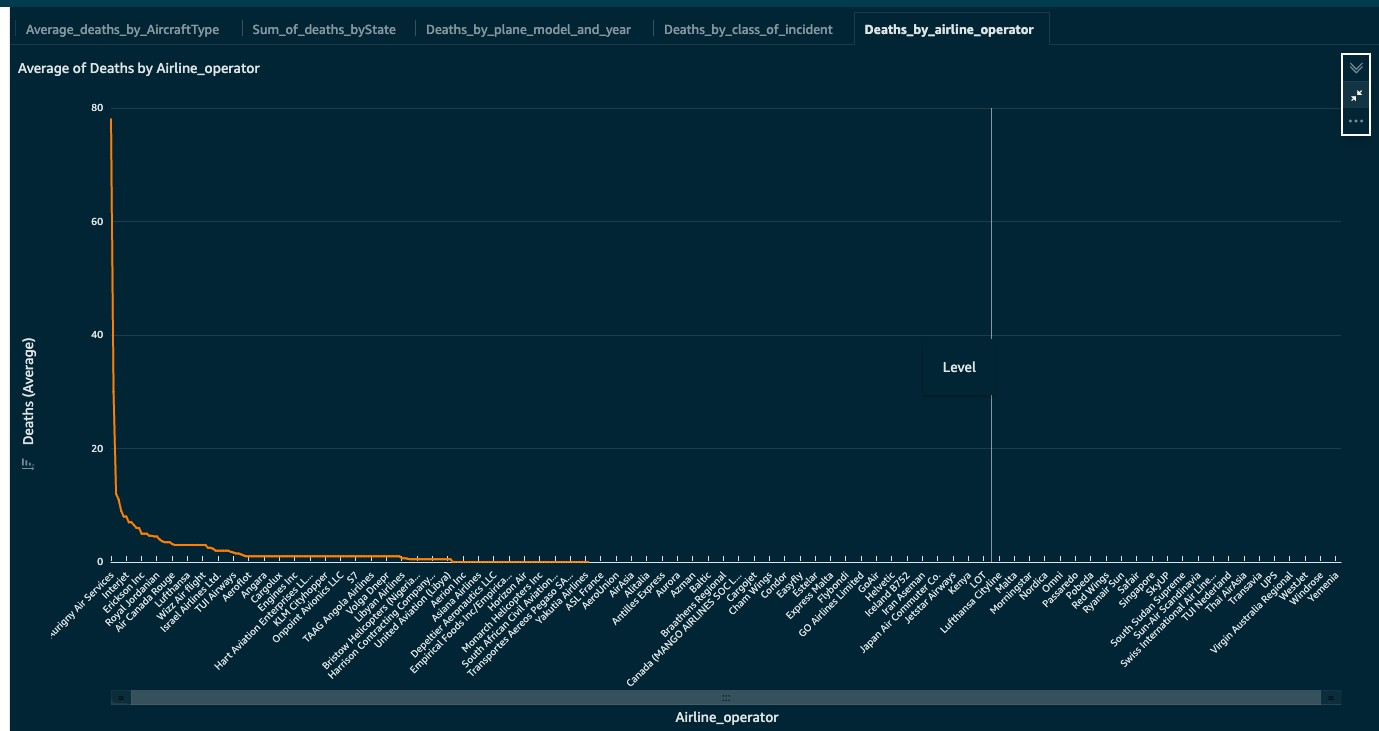 Average_deaths_by_AircraftType
Sum_of_deaths_byState
Deaths_by_plane_model_and_year
Deaths_by_class_of_incident
Deaths_by_airline_operator
Average of Deaths by Airline_operator
80
60
40
20
0
Deaths (Average)
Level
urigny Air Services
Interjet
Erickson Inc
Royal Jordanian
Air Canada Rouge
Lufthansa
Wizz Air flight
Israel Airlines Ltd.
TUI Airways
Aeroflot
Angara
Cargolux
Engines Inc
Hart Aviation Enterprises LL...
KLM Cityhopper
Onpoint Avionics LLC
S7
TAAG Angola Airlines
Volga Dnepr
Libyan Airlines
Bristow Helicopters (Nigeria...
Harrison Contracting Company...
United Aviation (Libya)
Aerion Inc
Asiana Airlines
Depeltier Aeronautics LLC
Empirical Foods Inc/ Empirica...
Horizon Air
Monarch Helicopters Inc
South African Civil Aviatio...
Transportes Aereos Pegaso SA...
Yakutia Airlines
ASL France
AeroUnion
AirAsia
Alitalia
Antilles Express
Aurora
Azman
Baltic
Braathens Regional
Canada (MANGO AIRLINES SOC L...
Cargojet
Cham Wings
Condor
Easyfly
Estelar
Express Malta
Flybondi
GO Airlines Limited
GoAir
Helvetic
Iceland B752
Iran Aseman
Japan Air Commuter Co.
Jetstar Airways
Kenya
LOT
Lufthansa Cityline
Malta
Morningstar
Nordica
Omni
Passaredo
Pobeda
Red Wings
Ryanair Sun
Safair
Singapore
SkyUp
South Sudan Supreme
Sun-Air Scandinavia
Swiss International Air Line...
TUI Nederland
Thai AirAsia
Transavia
UPS
Virgin Australia Regional
WestJet
Windrose
Yemenia
Airline_operator